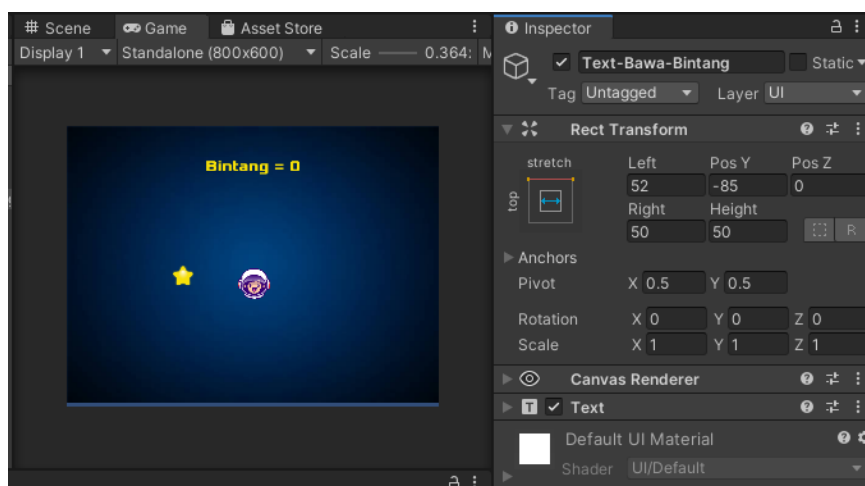 Scene Game Asset Store
Display 1 Standalone (800x600) Scale 0.364: M
Bintang = 0
Inspector
Text-Bawa-Bintang Static
Tag Untagged Layer UI
Rect Transform
stretch Left Pos Y Pos Z
top 52 -85 0
Right Height
50 50 R
Anchors
Pivot X 0.5 Y 0.5
Rotation X 0 Y 0 Z 0
Scale X 1 Y 1 Z 1
Canvas Renderer
T Text
Default UI Material
Shader UI/Default